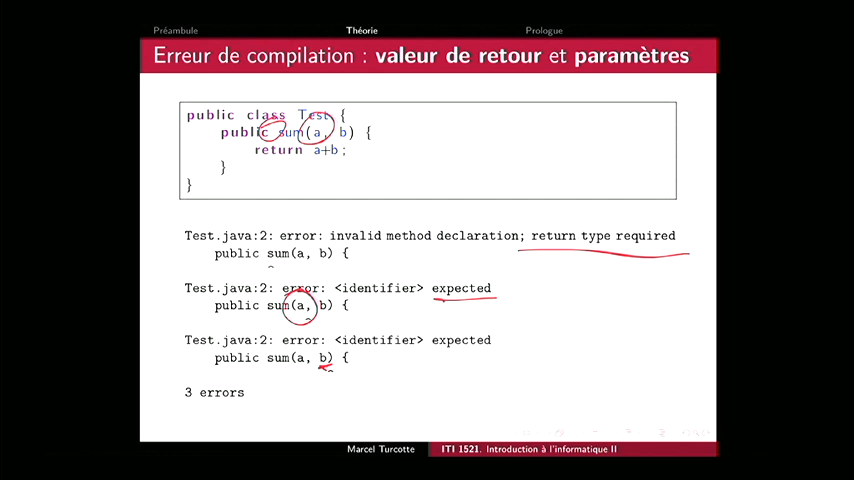 Préambule Théorie Prologue
Erreur de compilation : valeur de retour et paramètres
public class Test {
public sum(a, b) {
return a+b;
}
}
Test.java:2: error: invalid method declaration; return type required
public sum(a, b) {
^
Test.java:2: error: <identifier> expected
public sum(a, b) {
^
Test.java:2: error: <identifier> expected
public sum(a, b) {
^
3 errors
Marcel Turcotte ITI 1521. Introduction à l'informatique II